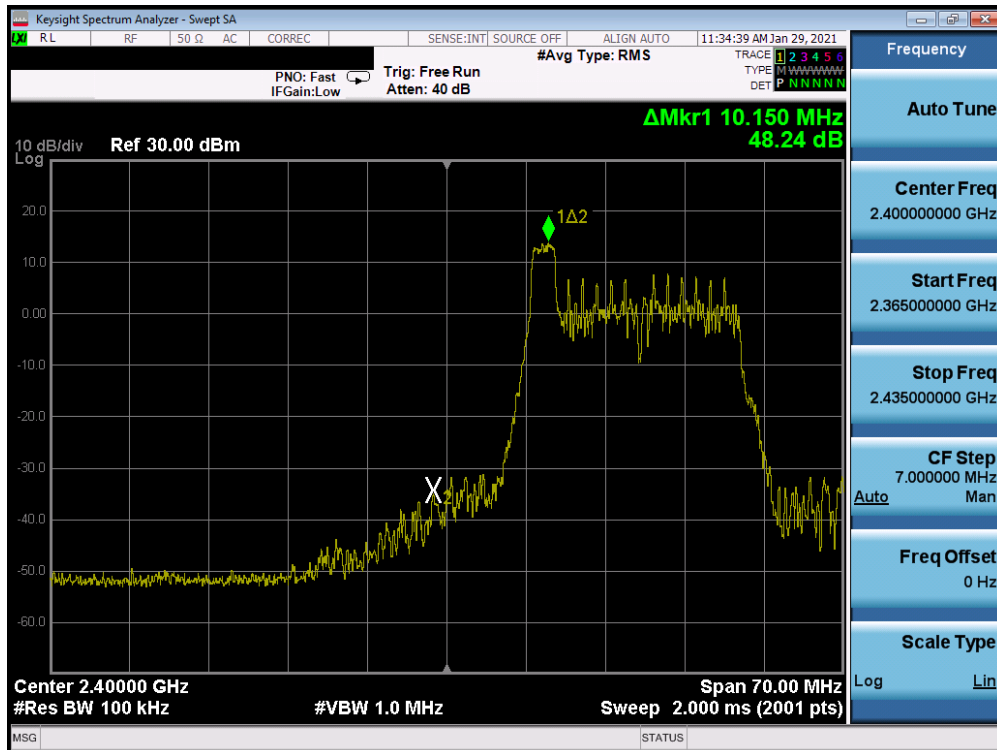 Keysight Spectrum Analyzer - Swept SA
LXI RL RF 50 Ω AC CORREC SENSE:INT SOURCE OFF ALIGN AUTO 11:34:39 AM Jan 29, 2021
#Avg Type: RMS TRACE 1 2 3 4 5 6
PNO: Fast Trig: Free Run TYPE M WWWWW
IFGain:Low Atten: 40 dB DET P N N N N N
ΔMkr1 10.150 MHz
48.24 dB
10 dB/div Ref 30.00 dBm
Log
20.0
10.0
0.00
-10.0
-20.0
-30.0
-40.0
-50.0
-60.0
1Δ2
X2
Center 2.40000 GHz Span 70.00 MHz
#Res BW 100 kHz #VBW 1.0 MHz Sweep 2.000 ms (2001 pts)
MSG STATUS
Frequency
Auto Tune
Center Freq
2.400000000 GHz
Start Freq
2.365000000 GHz
Stop Freq
2.435000000 GHz
CF Step
7.000000 MHz
Auto Man
Freq Offset
0 Hz
Scale Type
Log Lin